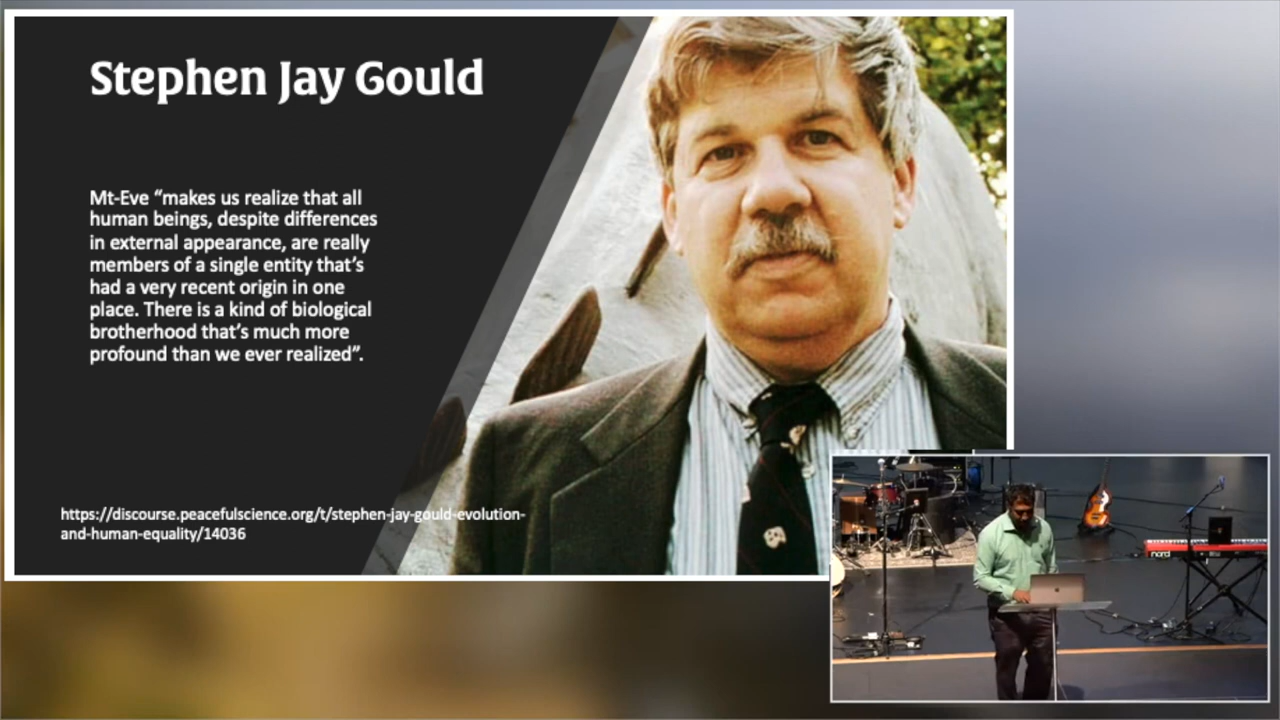 Stephen Jay Gould
Mt-Eve “makes us realize that all
human beings, despite differences
in external appearance, are really
members of a single entity that’s
had a very recent origin in one
place. There is a kind of biological
brotherhood that’s much more
profound than we ever realized”.
https://discourse.peacefulscience.org/t/stephen-jay-gould-evolution-
and-human-equality/14036
nord